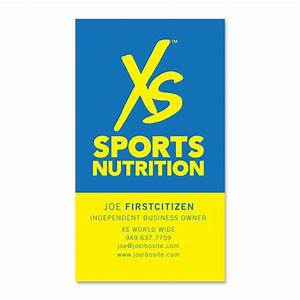 XS™
SPORTS
NUTRITION
JOE FIRSTCITIZEN
INDEPENDENT BUSINESS OWNER
XS WORLD WIDE
949.637.7759
joe@joeibosite.com
www.joeibosite.com